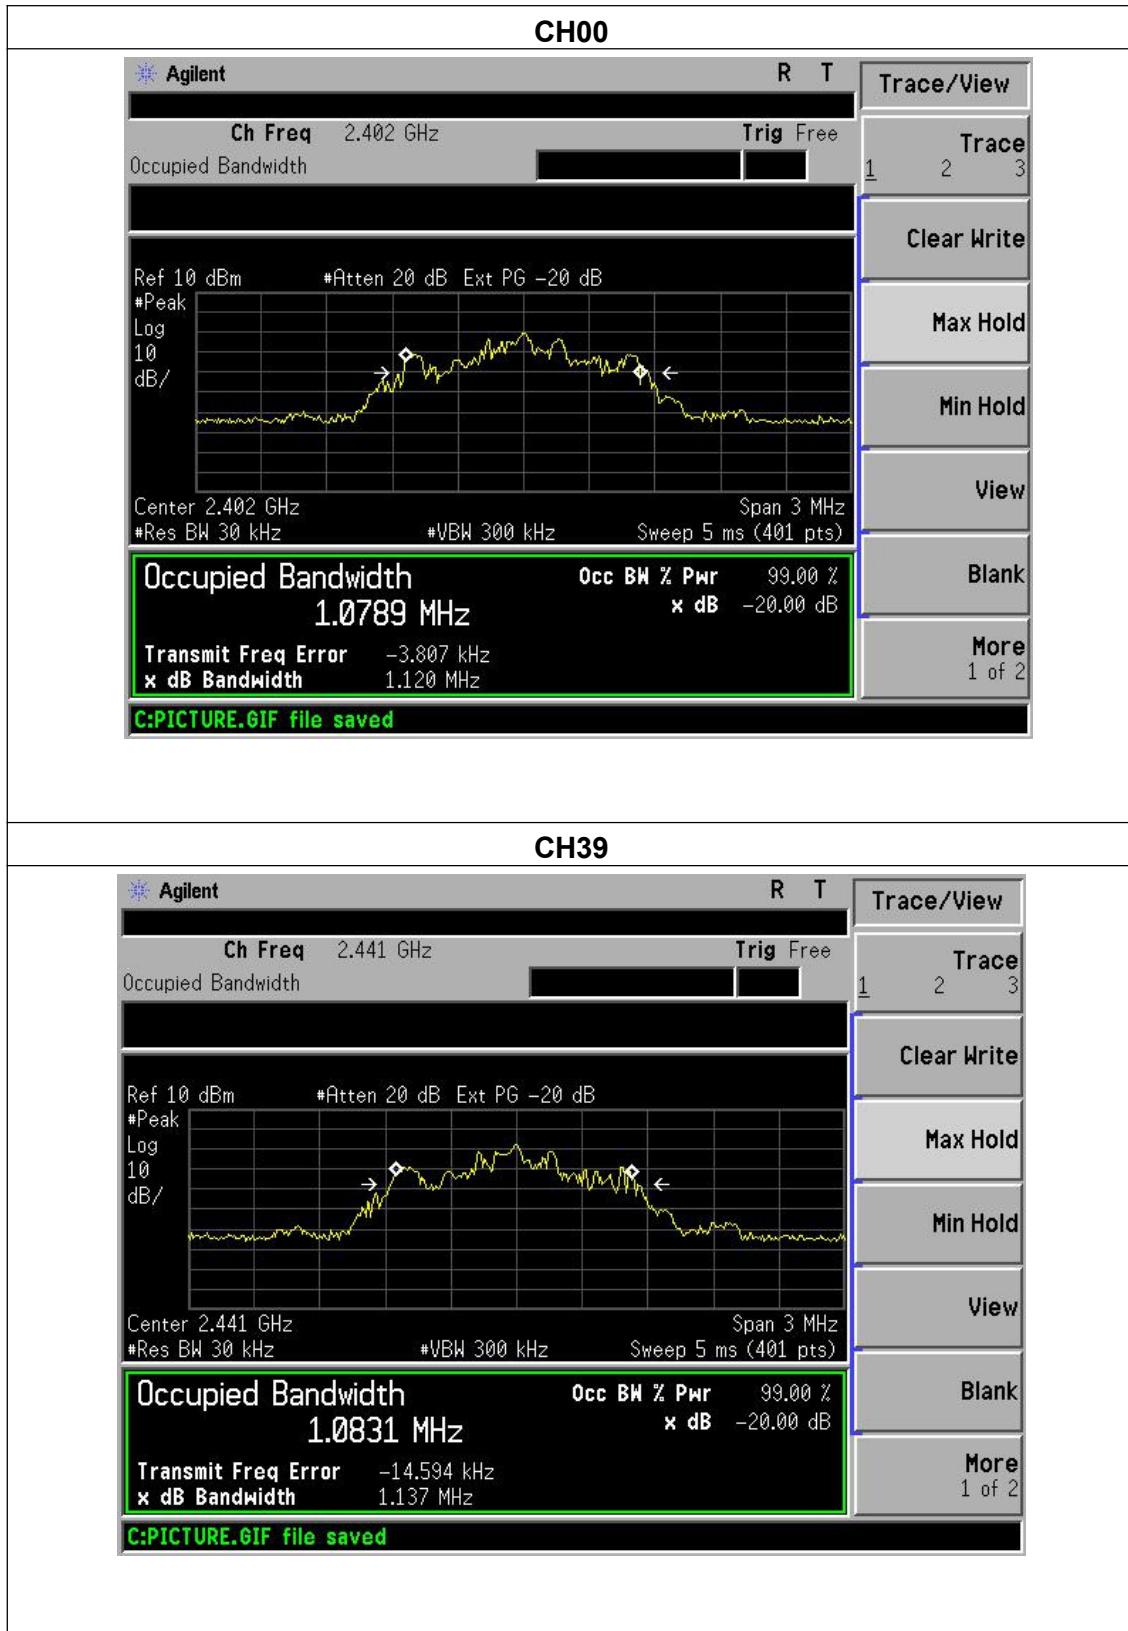 CH00
Agilent R T Trace/View
Ch Freq 2.402 GHz Trig Free
Occupied Bandwidth
Trace
1 2 3
Clear Write
Max Hold
Min Hold
View
Blank
More
1 of 2
Ref 10 dBm #Atten 20 dB Ext PG -20 dB
#Peak
Log
10
dB/
Center 2.402 GHz Span 3 MHz
#Res BW 30 kHz #VBW 300 kHz Sweep 5 ms (401 pts)
Occupied Bandwidth Occ BW % Pwr 99.00 %
1.0789 MHz x dB -20.00 dB
Transmit Freq Error -3.807 kHz
x dB Bandwidth 1.120 MHz
C:PICTURE.GIF file saved
CH39
Agilent R T Trace/View
Ch Freq 2.441 GHz Trig Free
Occupied Bandwidth
Trace
1 2 3
Clear Write
Max Hold
Min Hold
View
Blank
More
1 of 2
Ref 10 dBm #Atten 20 dB Ext PG -20 dB
#Peak
Log
10
dB/
Center 2.441 GHz Span 3 MHz
#Res BW 30 kHz #VBW 300 kHz Sweep 5 ms (401 pts)
Occupied Bandwidth Occ BW % Pwr 99.00 %
1.0831 MHz x dB -20.00 dB
Transmit Freq Error -14.594 kHz
x dB Bandwidth 1.137 MHz
C:PICTURE.GIF file saved